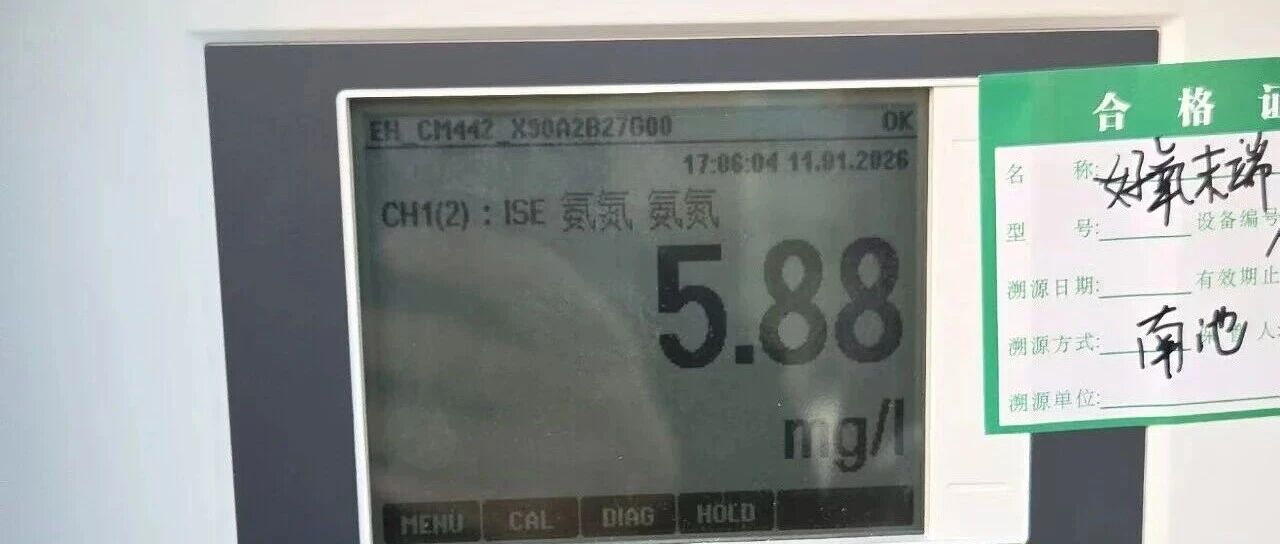 EH_CM442_X90A2B27G00 OK
17:06:04 11.01.2026
CH1(2) : ISE 氨氮 氨氮
5.88
mg/l
MENU CAL DIAG HOLD
合格证
名 称: 好氧末端
型 号: 设备编号
溯源日期: 有效期止
溯源方式: 南池 人:
溯源单位: